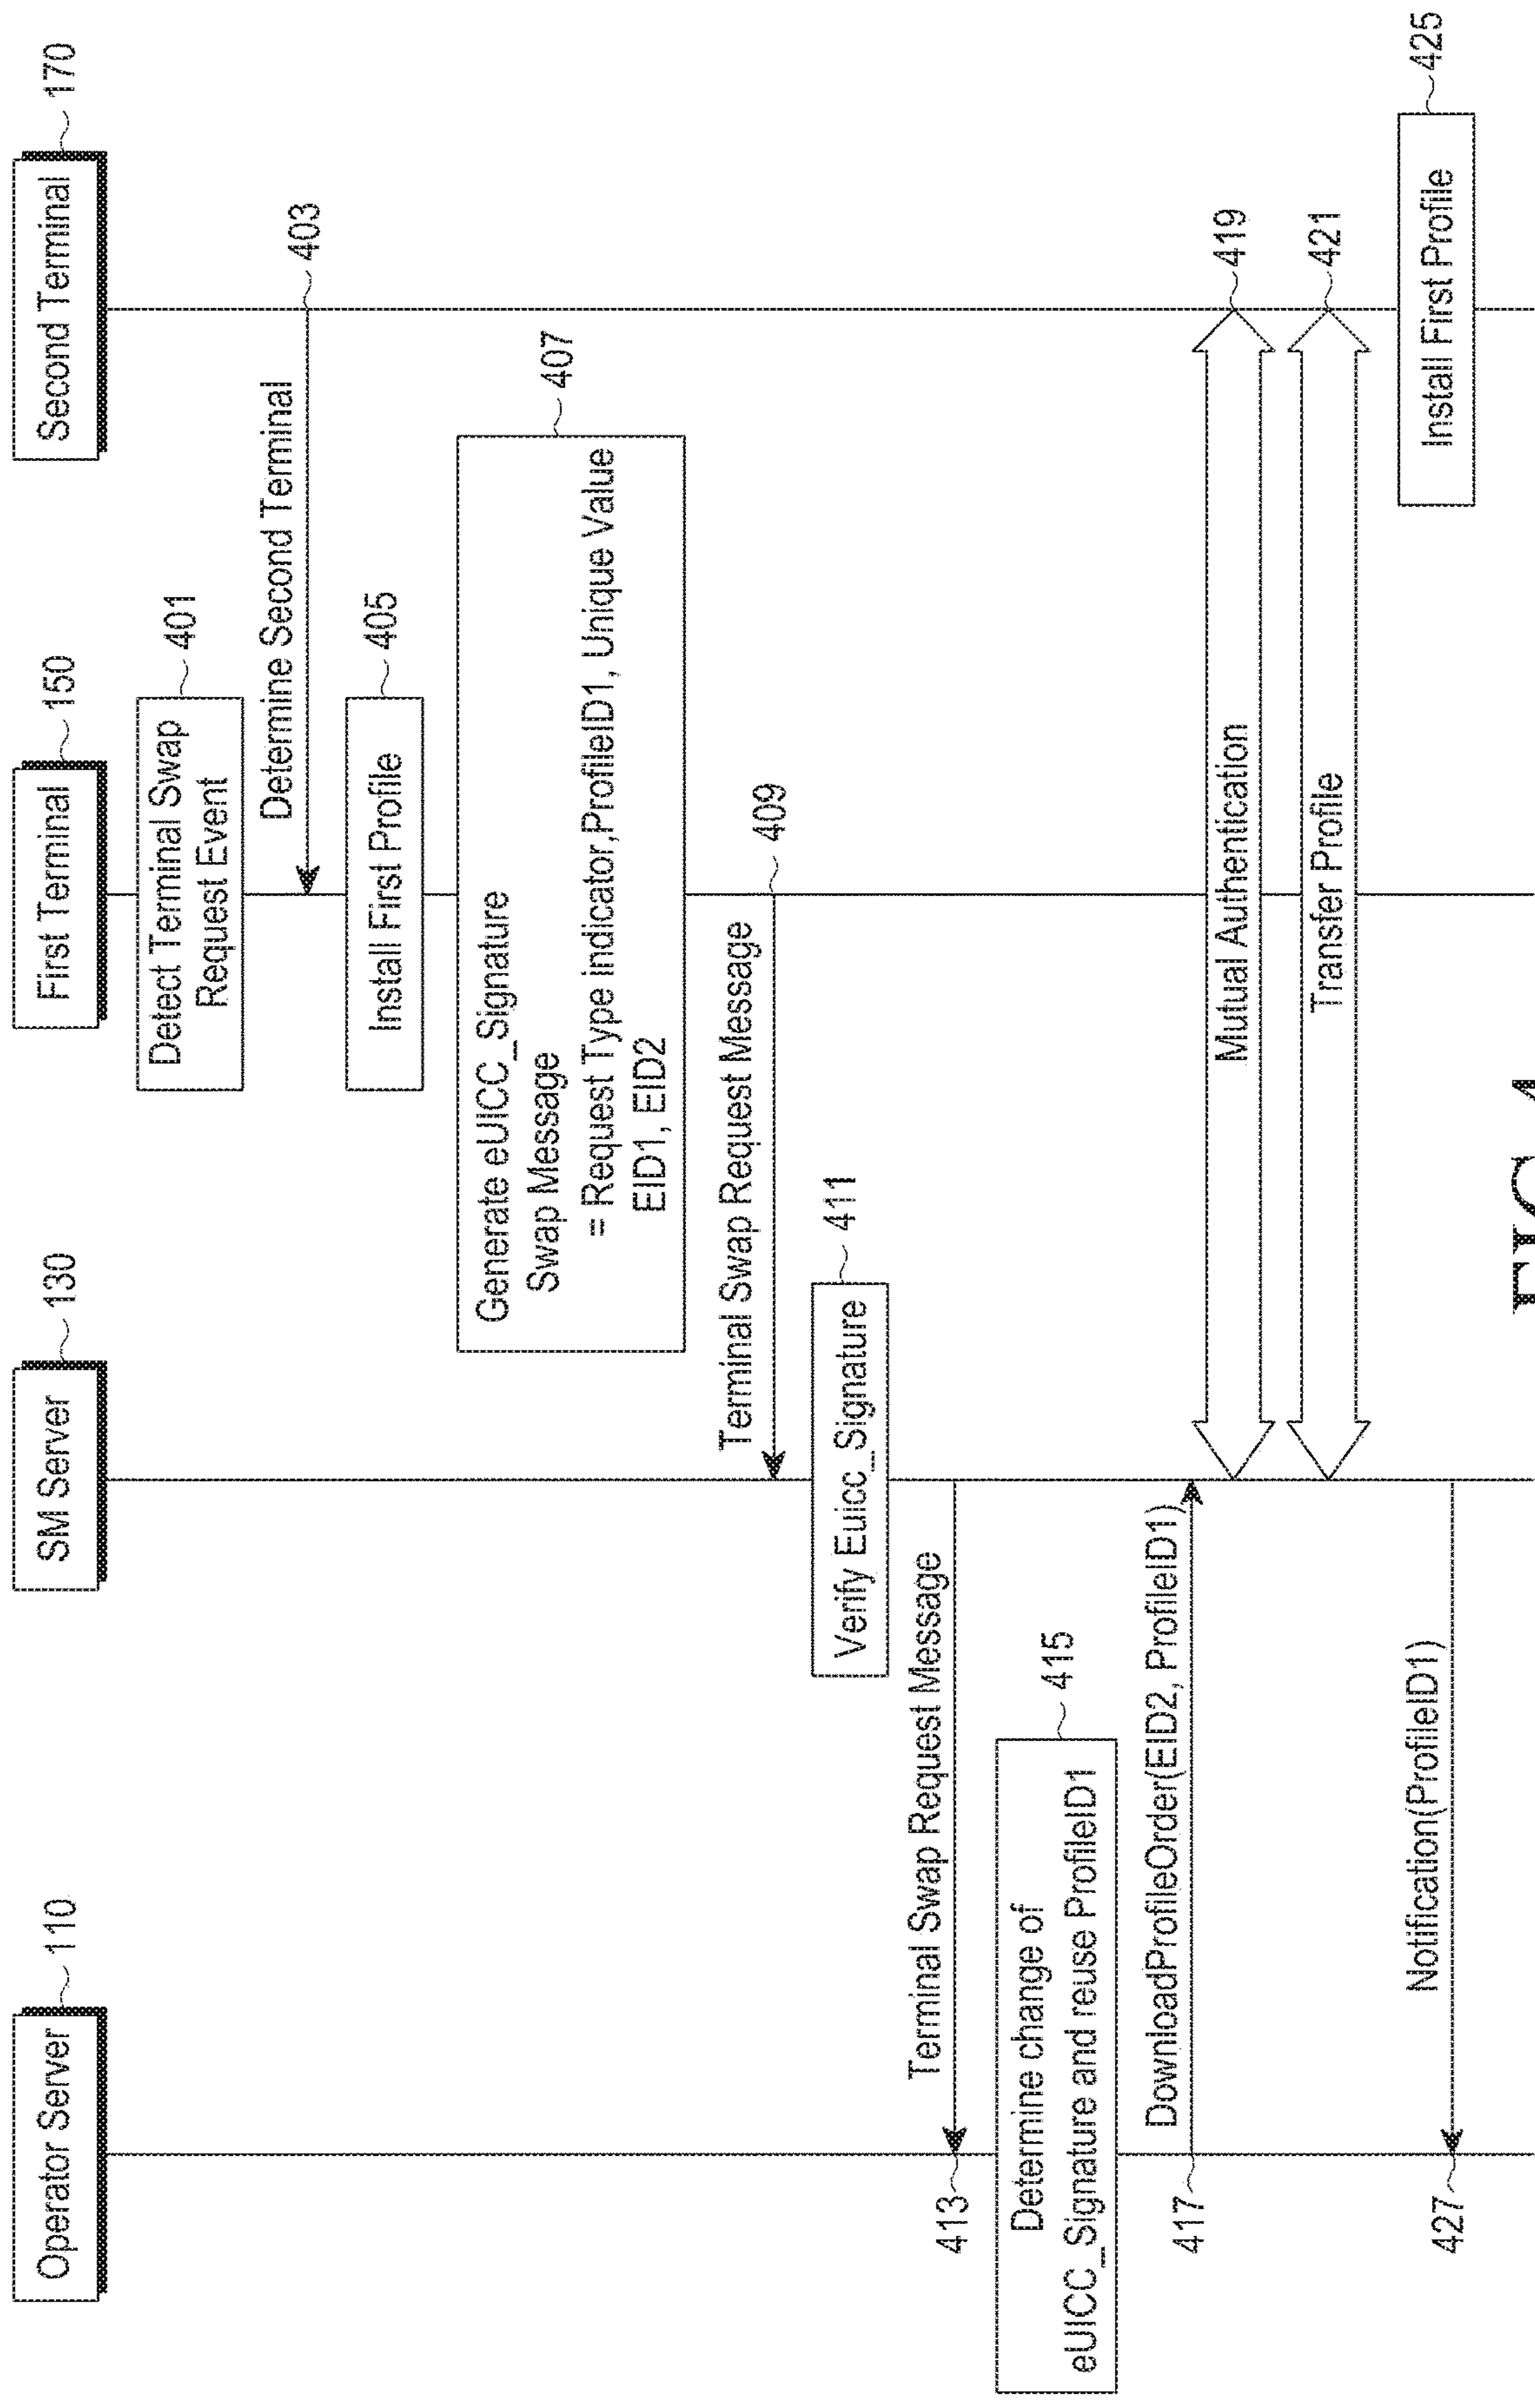 Operator Server
110
SM Server
130
First Terminal
150
Second Terminal
170
Detect Terminal Swap
Request Event
401
Determine Second Terminal
403
Install First Profile
405
Generate eUICC_Signature
Swap Message
= Request Type indicator,ProfileID1, Unique Value
EID1, EID2
407
Terminal Swap Request Message
409
Verify Euicc_Signature
411
Terminal Swap Request Message
413
Determine change of
eUICC_Signature and reuse ProfileID1
415
DownloadProfileOrder(EID2, ProfileID1)
417
Mutual Authentication
419
Transfer Profile
421
Install First Profile
425
Notification(ProfileID1)
427